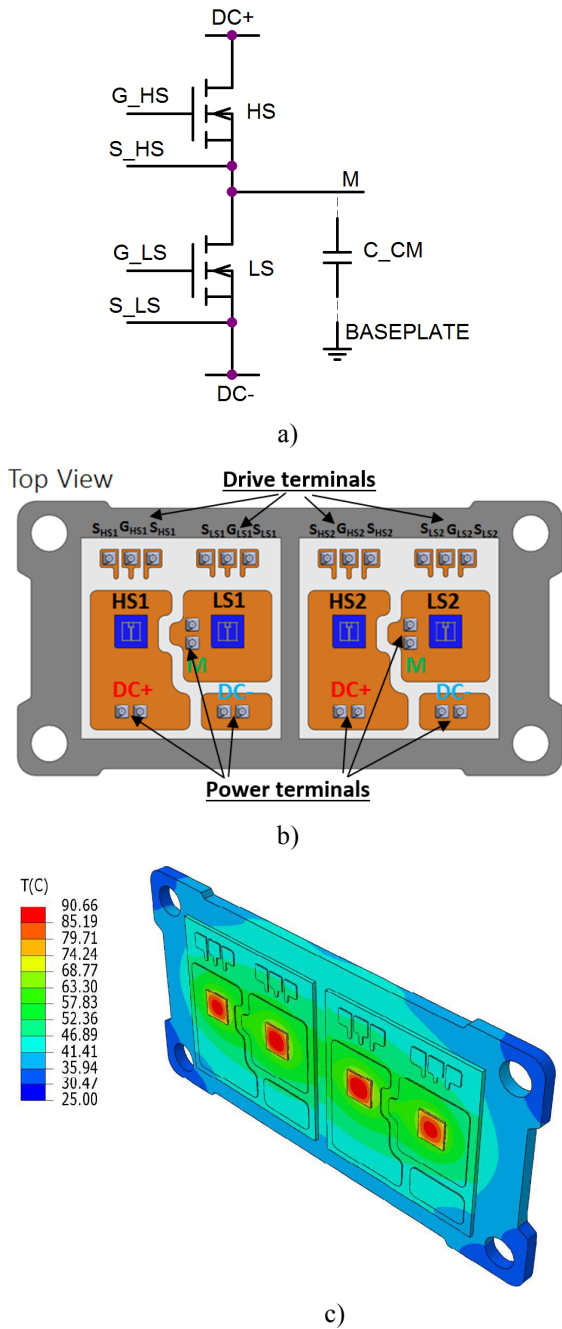 DC+
G_HS
HS
S_HS
M
G_LS
LS
C_CM
S_LS
BASEPLATE
DC-
a)
Top View
Drive terminals
SHS1 GHS1 SHS1 SLS1 GLS1 SLS1 SHS2 GHS2 SHS2 SLS2 GLS2 SLS2
HS1 LS1 HS2 LS2
M M
DC+ DC- DC+ DC-
Power terminals
b)
T(C)
90.66
85.19
79.71
74.24
68.77
63.30
57.83
52.36
46.89
41.41
35.94
30.47
25.00
c)